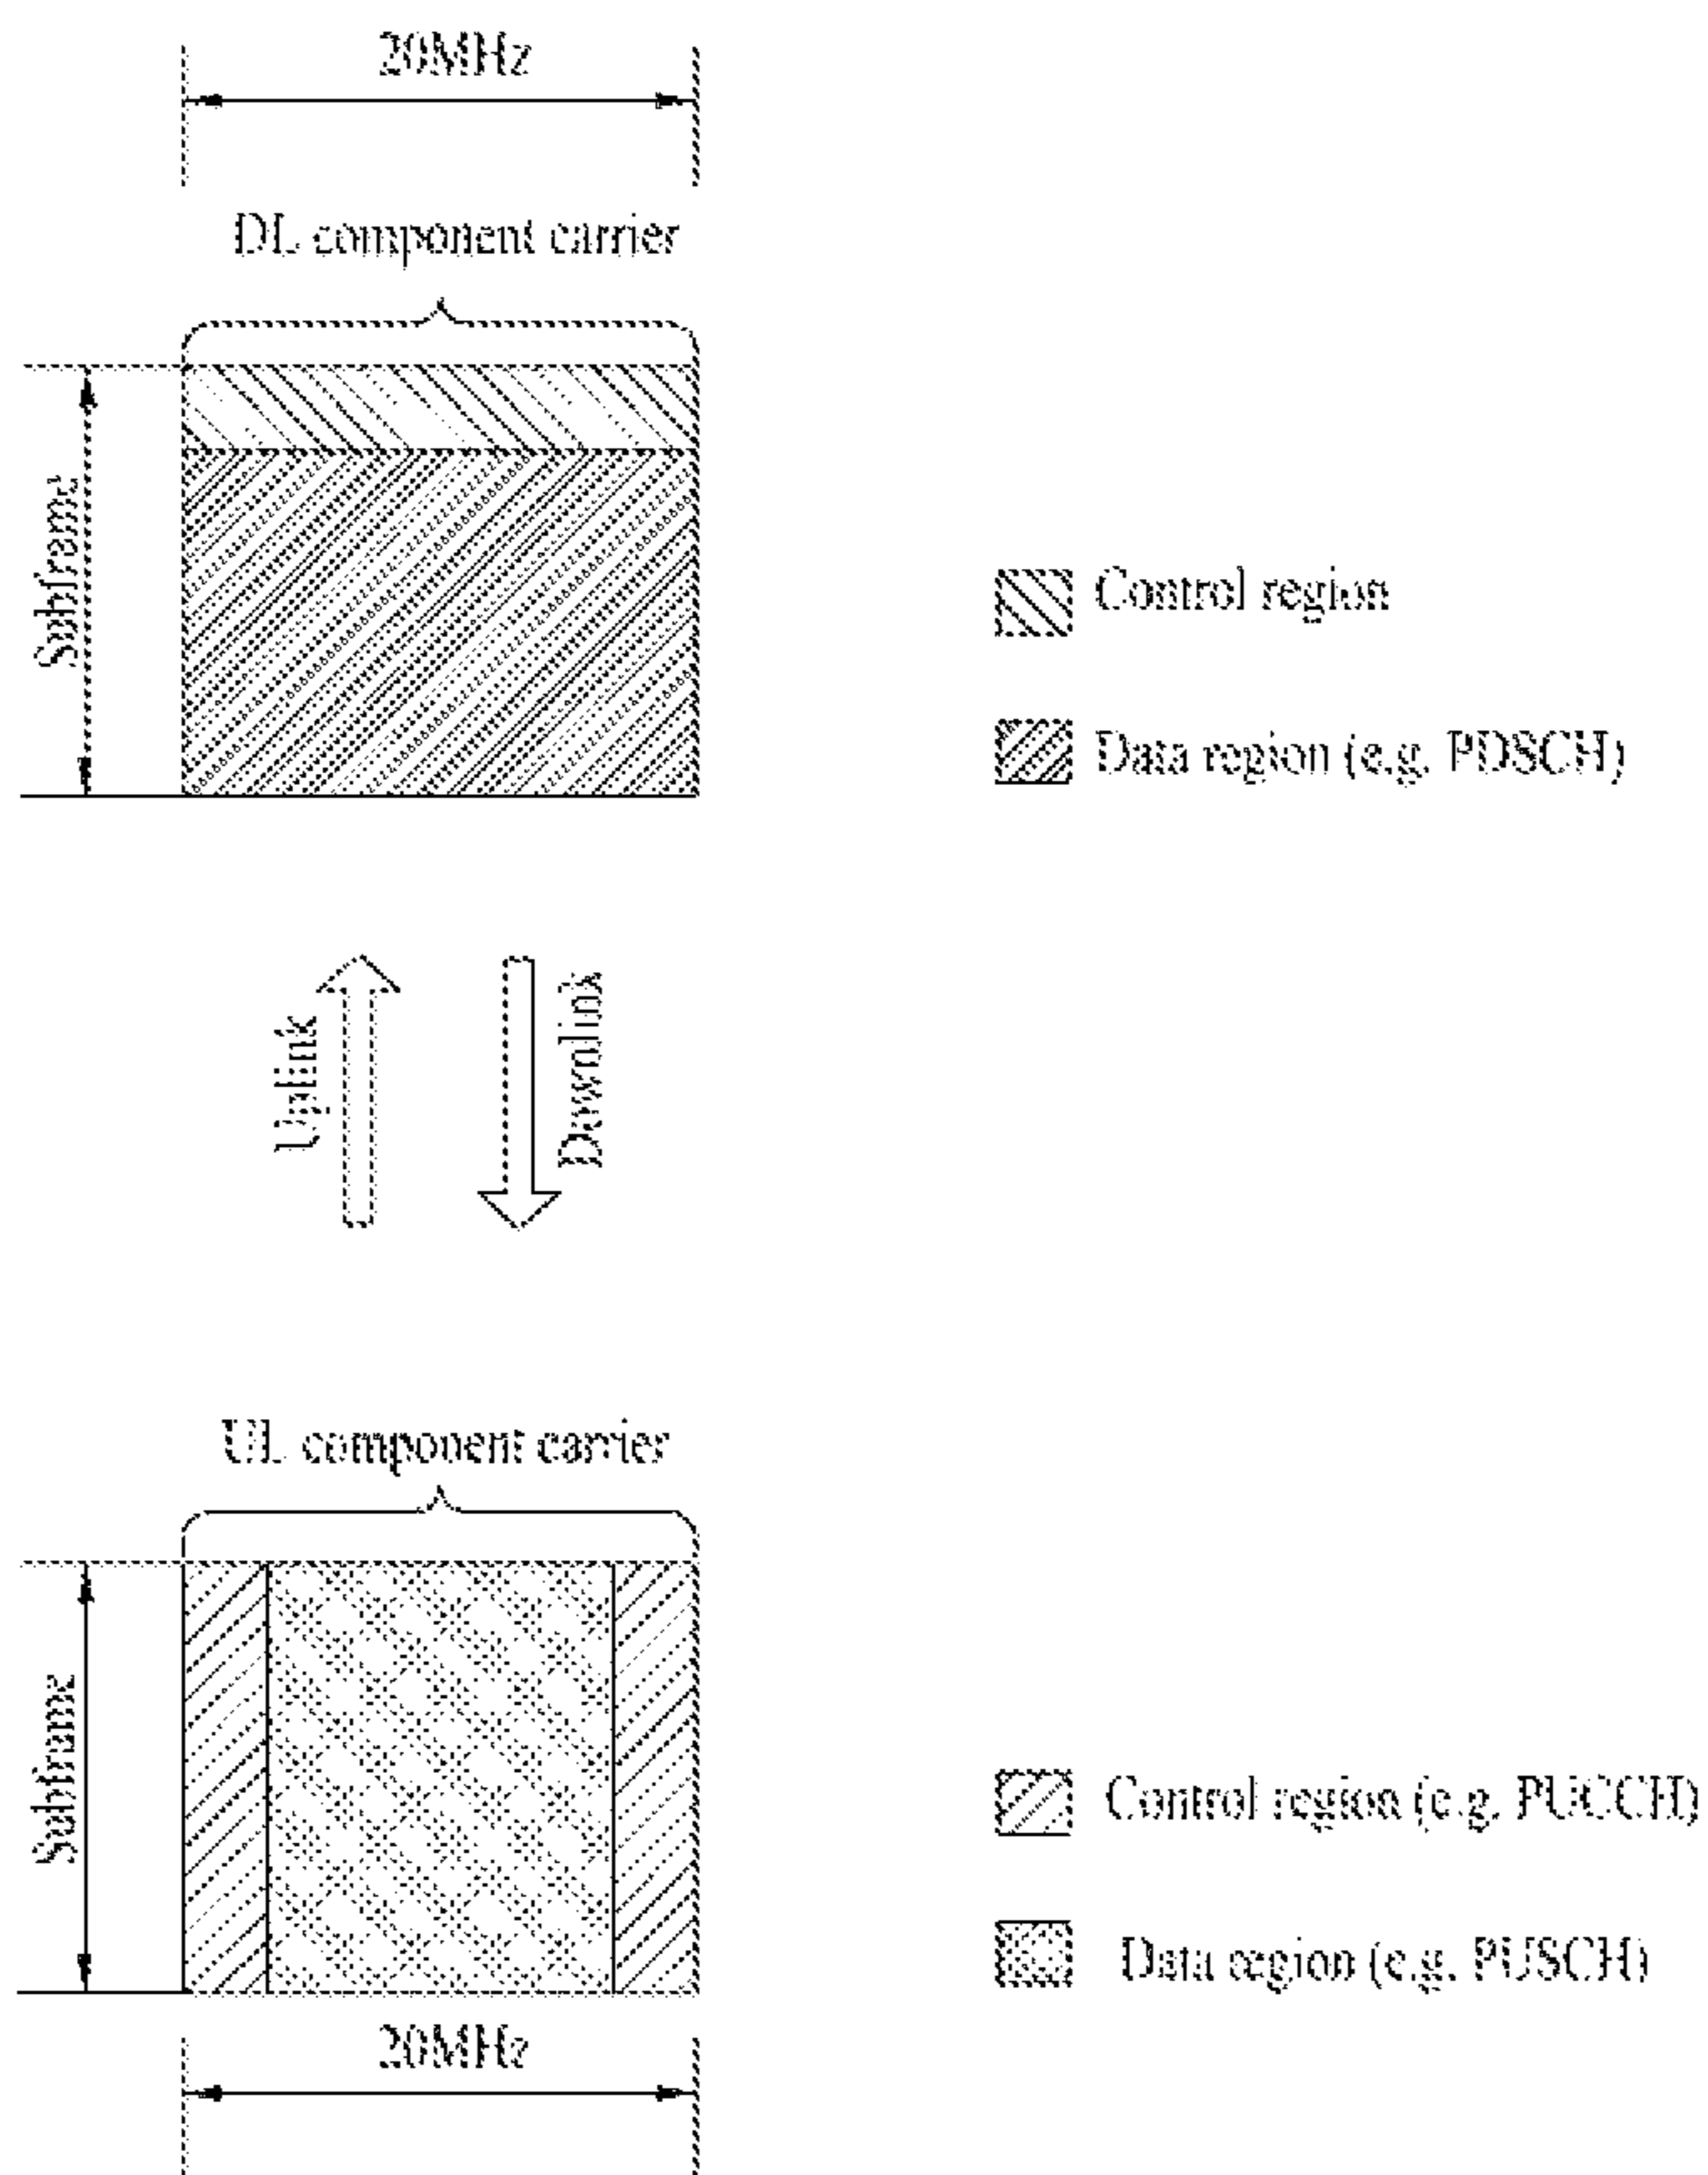 20MHz
DL component carrier
Subframe
Control region
Data region (e.g. PDSCH)
Uplink
Downlink
UL component carrier
Subframe
Control region (e.g. PUCCH)
Data region (e.g. PUSCH)
20MHz